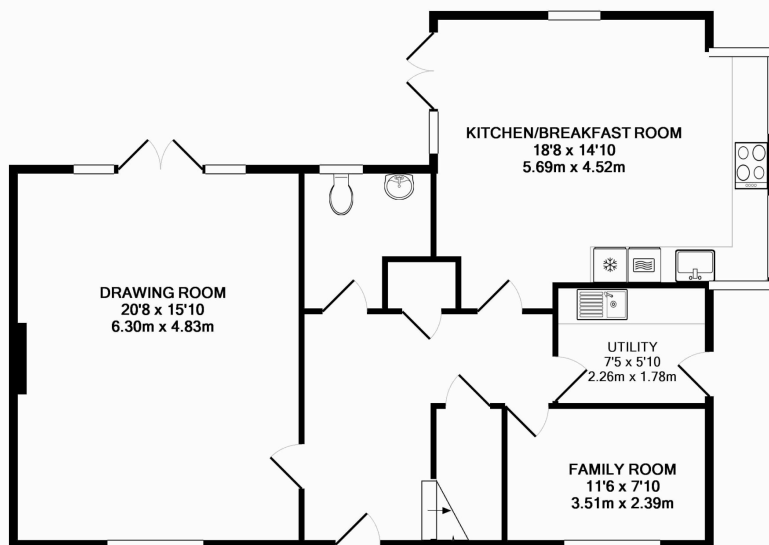 KITCHEN/BREAKFAST ROOM
18'8 x 14'10
5.69m x 4.52m
DRAWING ROOM
20'8 x 15'10
6.30m x 4.83m
UTILITY
7'5 x 5'10
2.26m x 1.78m
FAMILY ROOM
11'6 x 7'10
3.51m x 2.39m